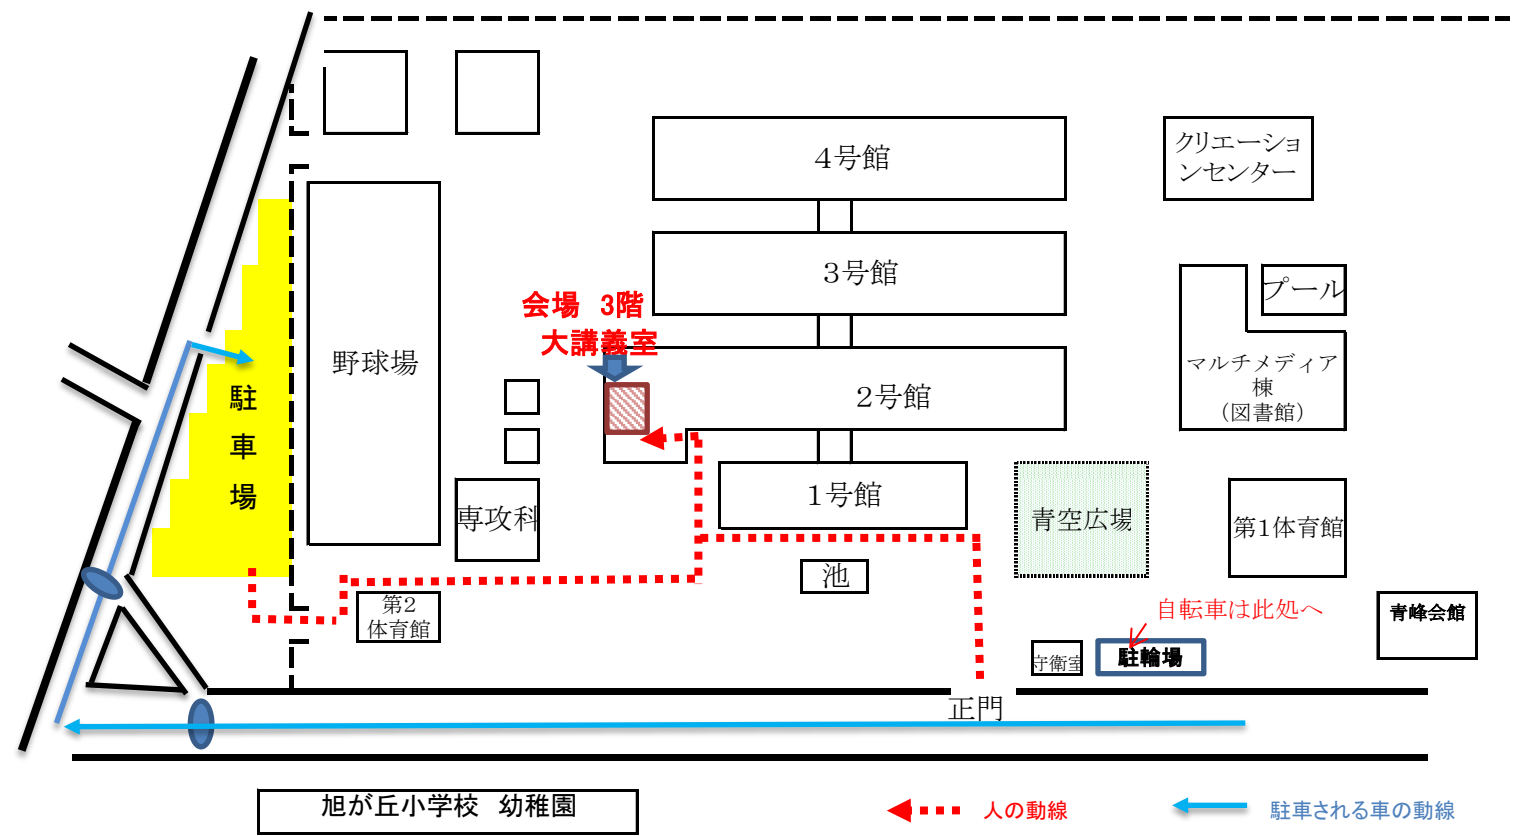 4号館
クリエーショ
ンセンター
3号館
会場 3階
大講義室
プール
野球場
マルチメディア
棟
(図書館)
2号館
駐
車
場
1号館
専攻科
青空広場
第1体育館
池
第2
体育館
自転車は此処へ
青峰会館
守衛室
駐輪場
正門
旭が丘小学校 幼稚園
人の動線
駐車される車の動線